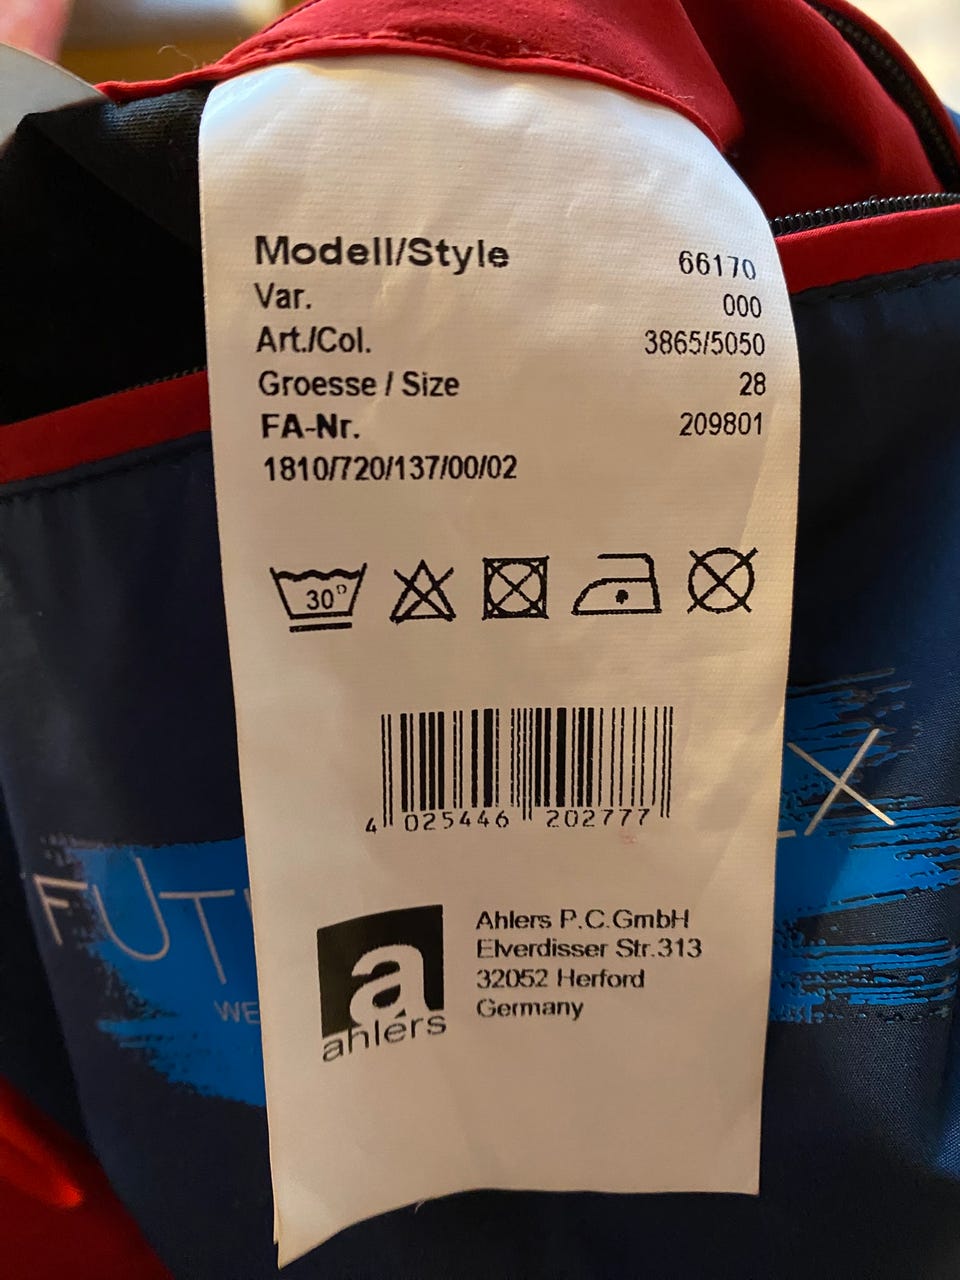 Modell/Style 66170
Var. 000
Art./Col. 3865/5050
Groesse / Size 28
FA-Nr. 209801
1810/720/137/00/02
30°
4 025446 202777
a
ahlers
Ahlers P.C.GmbH
Elverdisser Str.313
32052 Herford
Germany